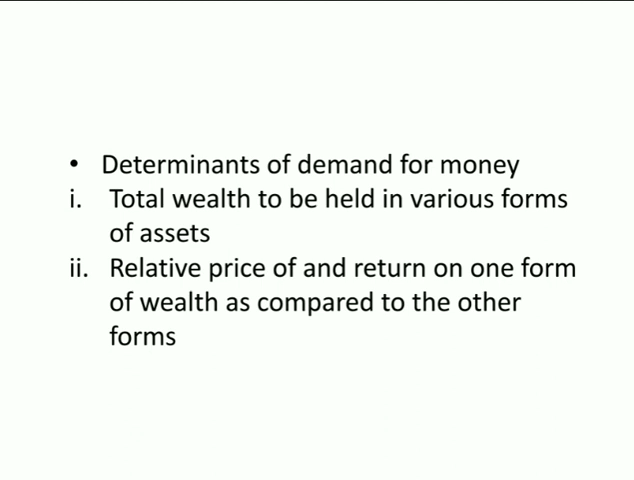 • Determinants of demand for money
i. Total wealth to be held in various forms
of assets
ii. Relative price of and return on one form
of wealth as compared to the other
forms